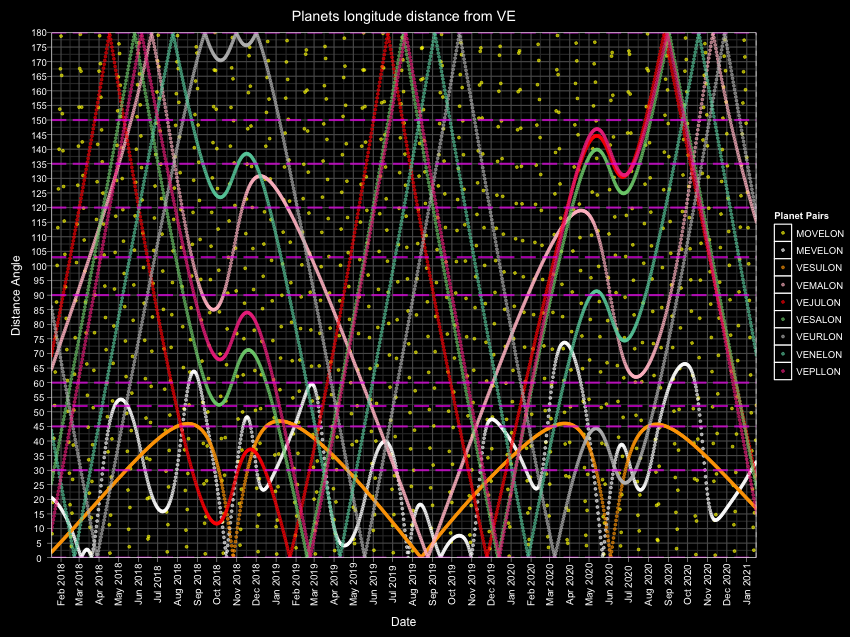 Planets longitude distance from VE
Distance Angle
180
175
170
165
160
155
150
145
140
135
130
125
120
115
110
105
100
95
90
85
80
75
70
65
60
55
50
45
40
35
30
25
20
15
10
5
0
Feb 2018
Mar 2018
Apr 2018
May 2018
Jun 2018
Jul 2018
Aug 2018
Sep 2018
Oct 2018
Nov 2018
Dec 2018
Jan 2019
Feb 2019
Mar 2019
Apr 2019
May 2019
Jun 2019
Jul 2019
Aug 2019
Sep 2019
Oct 2019
Nov 2019
Dec 2019
Jan 2020
Feb 2020
Mar 2020
Apr 2020
May 2020
Jun 2020
Jul 2020
Aug 2020
Sep 2020
Oct 2020
Nov 2020
Dec 2020
Jan 2021
Date
Planet Pairs
MOVELON
MEVELON
VESULON
VEMALON
VEJULON
VESALON
VEURLON
VENELON
VEPLLON